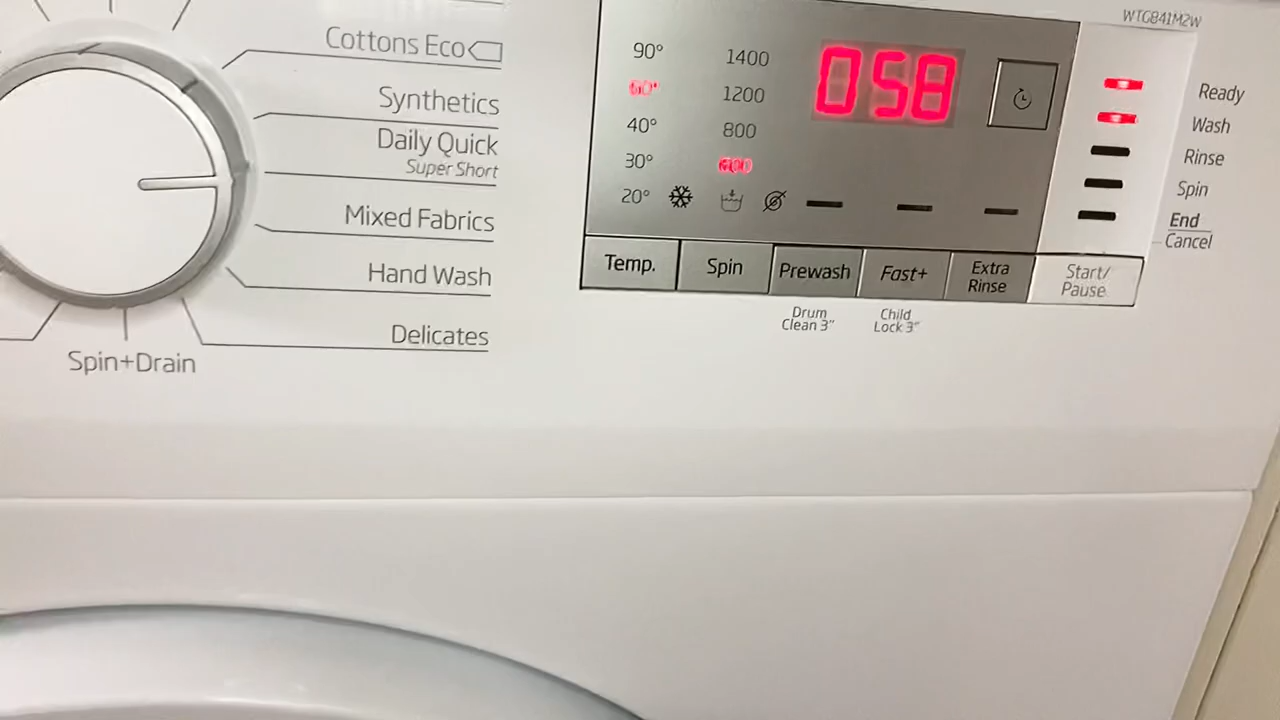 Cottons Eco
Synthetics
Daily Quick
Super Short
Mixed Fabrics
Hand Wash
Delicates
Spin+Drain
90°
60°
40°
30°
20°
1400
1200
800
600
058
WTG841M2W
Ready
Wash
Rinse
Spin
End
Cancel
Temp.
Spin
Prewash
Fast+
Extra
Rinse
Start/
Pause
Drum
Clean 3"
Child
Lock 3"